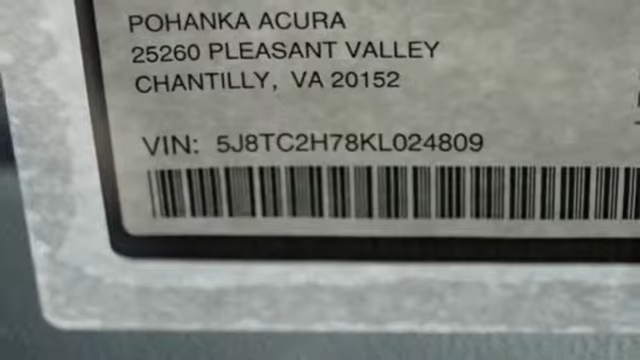 POHANKA ACURA
25260 PLEASANT VALLEY
CHANTILLY, VA 20152
VIN: 5J8TC2H78KL024809